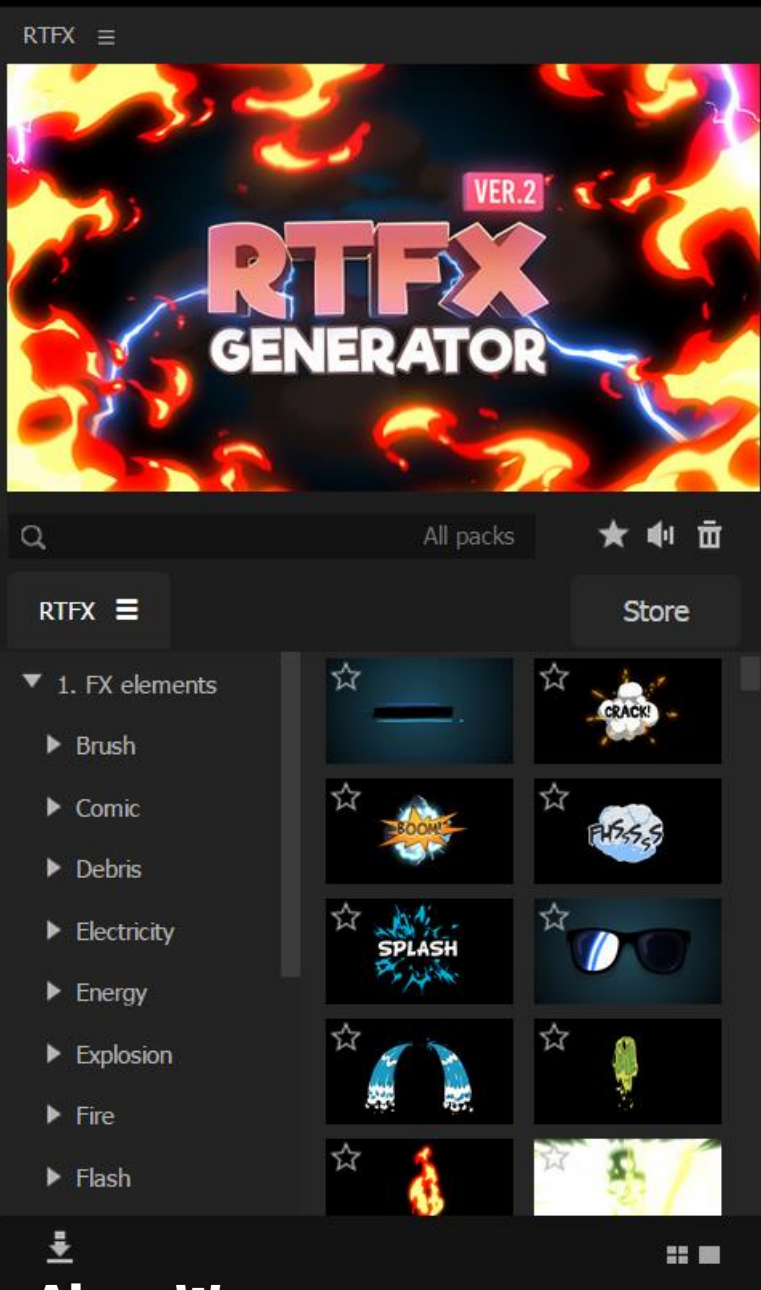 RTFX
VER.2
RTFX
GENERATOR
All packs
RTFX
Store
1. FX elements
Brush
Comic
Debris
Electricity
Energy
Explosion
Fire
Flash
CRACK!
BOOM!
FHSSSS
SPLASH